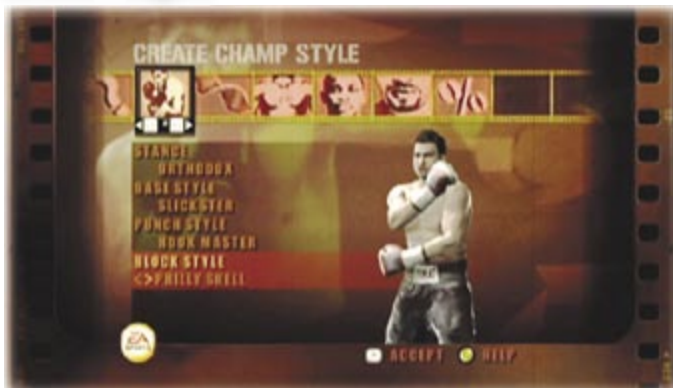 CREATE CHAMP STYLE
%
STANCE
ORTHODOX
BASE STYLE
SLICKSTER
PUNCH STYLE
HOOK MASTER
BLOCK STYLE
<>PHILLY SHELL
EA
SPORTS
ACCEPT HELP